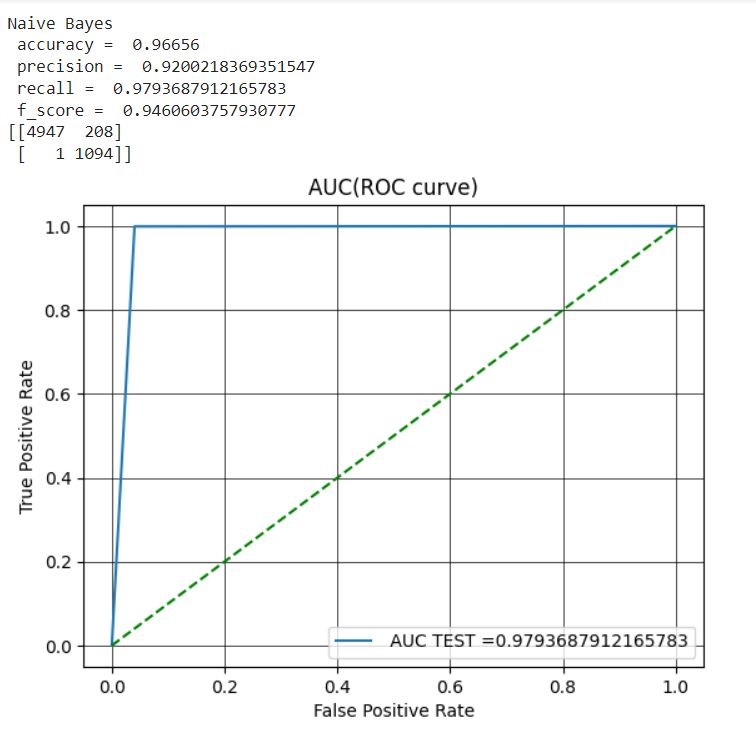 Naive Bayes
accuracy =  0.96656
precision =  0.9200218369351547
recall =  0.9793687912165783
f_score =  0.9460603757930777
[[4947  208]
[   1 1094]]
AUC(ROC curve)
1.0
0.8
0.6
0.4
0.2
0.0
True Positive Rate
AUC TEST =0.9793687912165783
0.0 0.2 0.4 0.6 0.8 1.0
False Positive Rate